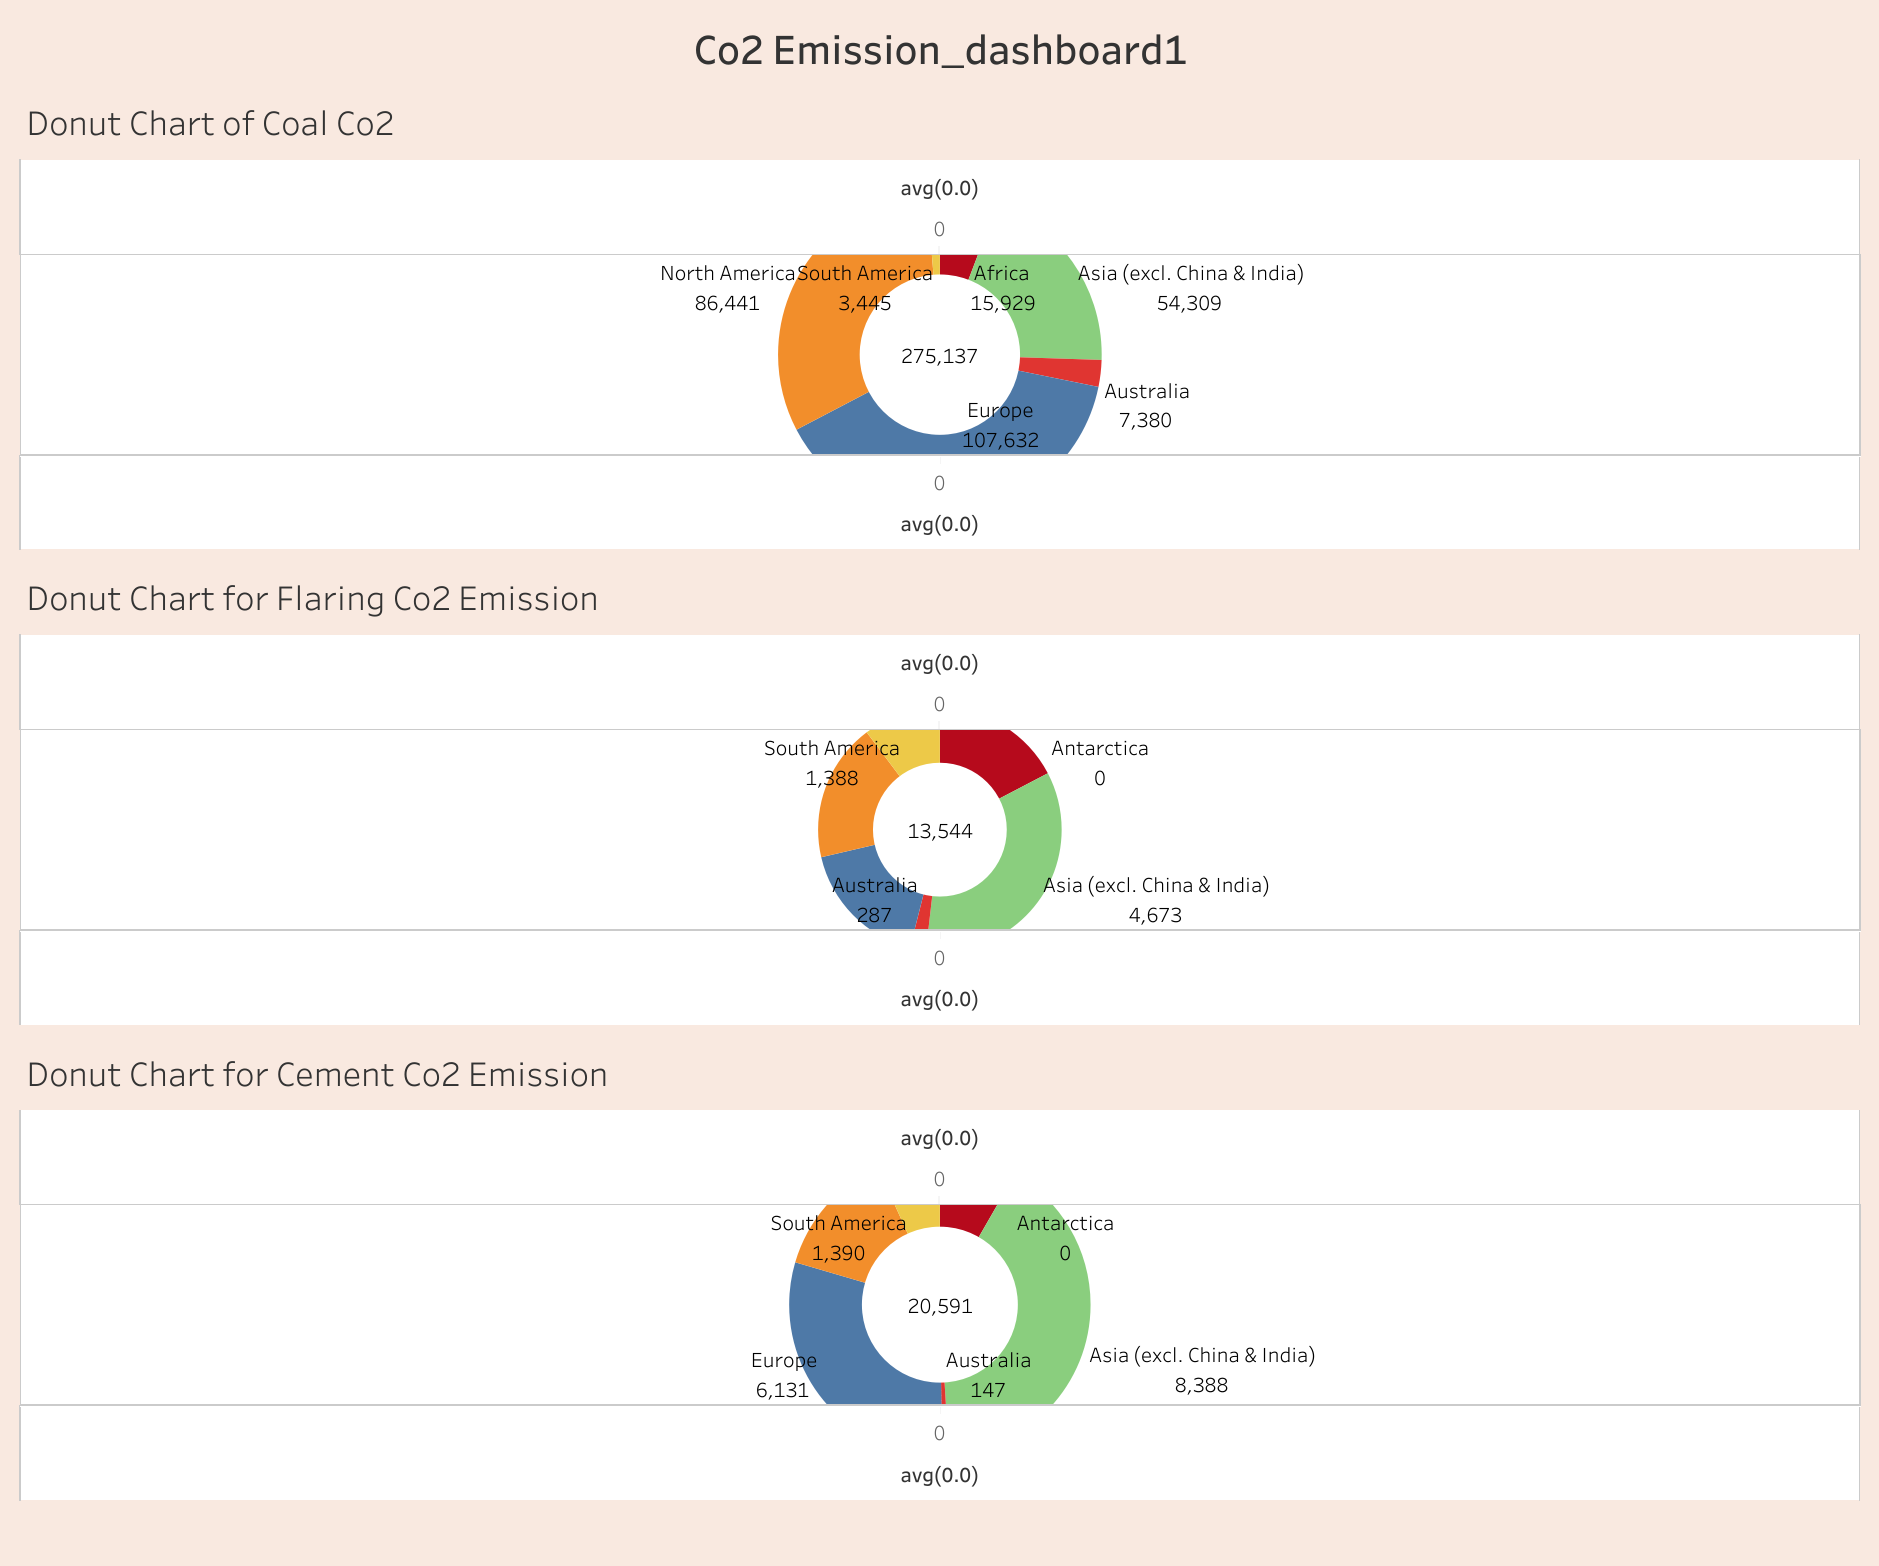 Co2 Emission_dashboard1
Donut Chart of Coal Co2
avg(0.0)
0
North America South America Africa Asia (excl. China & India)
86,441 3,445 15,929 54,309
275,137
Australia
7,380
Europe
107,632
0
avg(0.0)
Donut Chart for Flaring Co2 Emission
avg(0.0)
0
South America Antarctica
1,388 0
13,544
Australia Asia (excl. China & India)
287 4,673
0
avg(0.0)
Donut Chart for Cement Co2 Emission
avg(0.0)
0
South America Antarctica
1,390 0
20,591
Europe Australia Asia (excl. China & India)
6,131 147 8,388
0
avg(0.0)